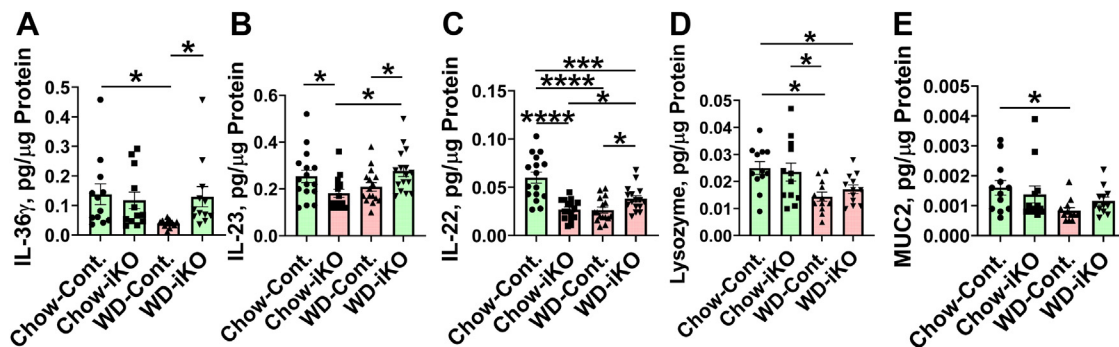 A
IL-36γ, pg/μg Protein
0.5
0.4
0.3
0.2
0.1
0.0
*
*
Chow-Cont.
Chow-iKO
WD-Cont.
WD-iKO
B
IL-23, pg/μg Protein
0.6
0.4
0.2
0.0
*
*
*
Chow-Cont.
Chow-iKO
WD-Cont.
WD-iKO
C
IL-22, pg/μg Protein
0.15
0.10
0.05
0.00
***
****
*
****
*
Chow-Cont.
Chow-iKO
WD-Cont.
WD-iKO
D
Lysozyme, pg/μg Protein
0.05
0.04
0.03
0.02
0.01
0.00
*
*
*
Chow-Cont.
Chow-iKO
WD-Cont.
WD-iKO
E
MUC2, pg/μg Protein
0.005
0.004
0.003
0.002
0.001
0.000
*
Chow-Cont.
Chow-iKO
WD-Cont.
WD-iKO